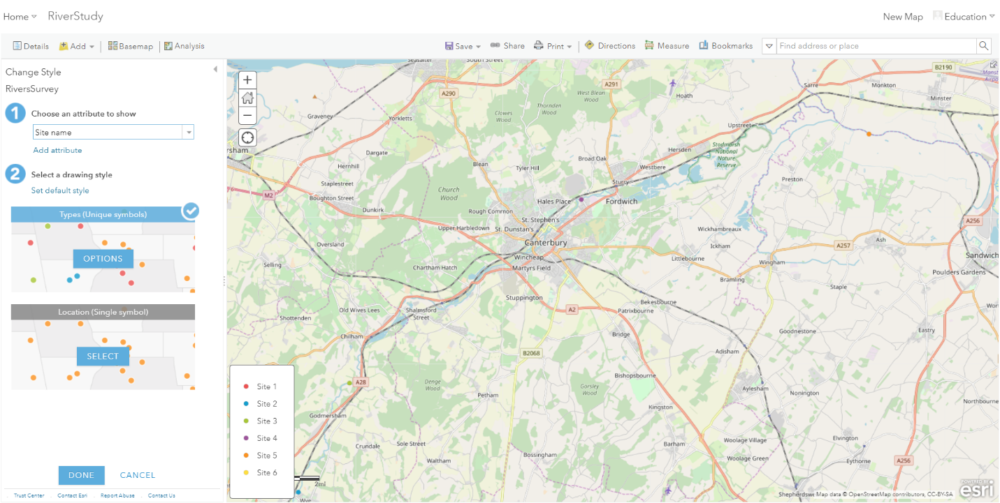 Home RiverStudy New Map Education
Details Add Basemap Analysis Save Share Print Directions Measure Bookmarks Find address or place
Change Style
RiversSurvey
1 Choose an attribute to show
Site name
Add attribute
2 Select a drawing style
Set default style
Types (Unique symbols)
OPTIONS
Location (Single symbol)
SELECT
DONE CANCEL
Trust Center Contact Esri Report Abuse Contact Us
+
−
Seasalter
South Street
B2190
Monkton
Sarre
Minster
A290
A291
Hoath
West Blean
Wood
Thornden
Wood
Clowes
Wood
Graveney
Yorkletts
Upstreet
Stodmarsh
National
Nature
Reserve
Hersden
Dargate
Hernhill
Blean
Tyler Hill
Broad Oak
Westbere
Sturry
Staplestreet
Preston
M2
Boughton Street
Church
Wood
Dunkirk
Hales Place
Fordwich
Rough Common
St. Stephen's
Upper Harbledown
St. Dunstan's
Wickhambreaux
A256
Canterbury
Oversland
Ickham
A257
Ash
Sandwich
Selling
Chartham Hatch
Wincheap
Martyrs Field
Littlebourne
Wingham
Poulders Gardens
Bramling
Staple
Stuppington
Old Wives Lees
Shalmsford
Street
Shottenden
A2
Bekesbourne
Patrixbourne
Chilham
Bridge
Goodnestone
Eastry
B2068
Adisham
Bishopsbourne
A28
Denge
Wood
Petham
Gorsley
Wood
Aylesham
Nonington
Kingston
Northbourne
Godmersham
Crundale
Sole Street
Waltham
Bossingham
Barham
Woolage Village
Woolage Green
Elvington
Eythorne
A256
Site 1
Site 2
Site 3
Site 4
Site 5
Site 6
2mi
Map data © OpenStreetMap contributors, CC-BY-SA
POWERED BY
esri